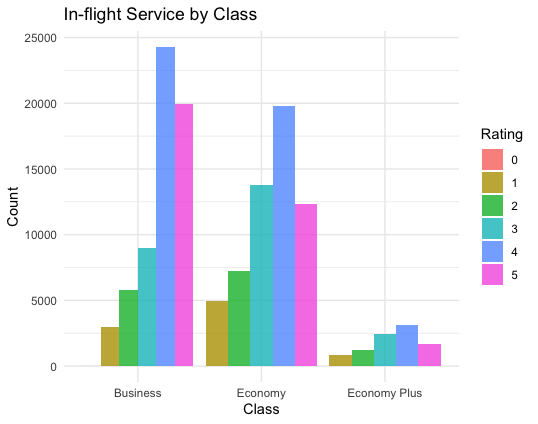 In-flight Service by Class
25000
20000
15000
10000
5000
0
Count
Business
Economy
Economy Plus
Class
Rating
0
1
2
3
4
5